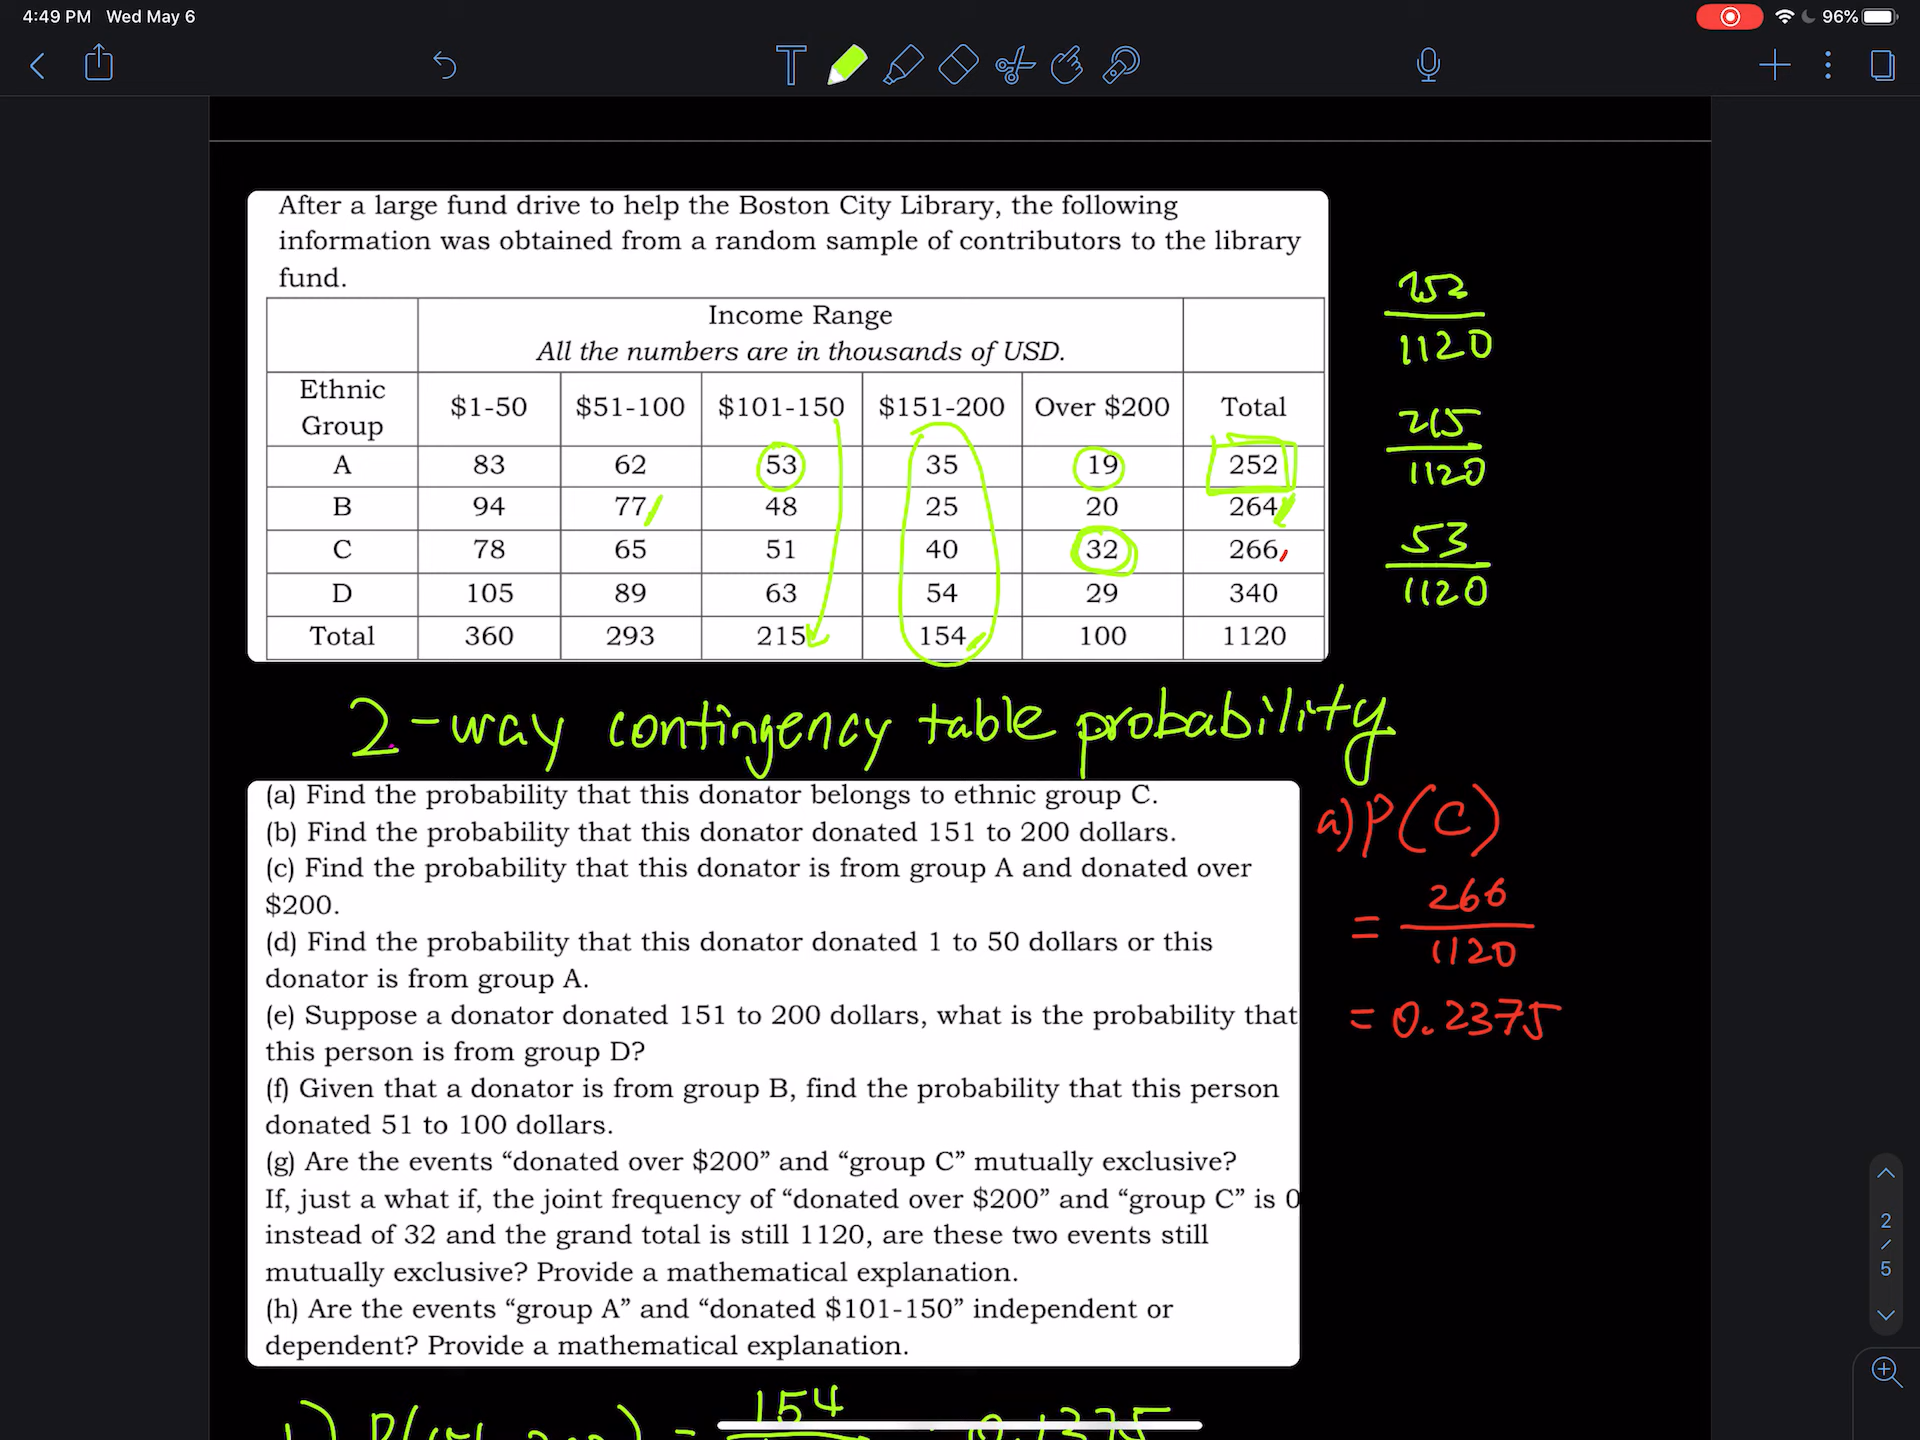 4:49 PM Wed May 6
96%
After a large fund drive to help the Boston City Library, the following
information was obtained from a random sample of contributors to the library
fund.
Income Range
All the numbers are in thousands of USD.
Ethnic Group $1-50 $51-100 $101-150 $151-200 Over $200 Total
A 83 62 53 35 19 252
B 94 77 48 25 20 264
C 78 65 51 40 32 266
D 105 89 63 54 29 340
Total 360 293 215 154 100 1120
252
1120
215
1120
53
1120
2-way contingency table probability.
(a) Find the probability that this donator belongs to ethnic group C.
(b) Find the probability that this donator donated 151 to 200 dollars.
(c) Find the probability that this donator is from group A and donated over
$200.
(d) Find the probability that this donator donated 1 to 50 dollars or this
donator is from group A.
(e) Suppose a donator donated 151 to 200 dollars, what is the probability that
this person is from group D?
(f) Given that a donator is from group B, find the probability that this person
donated 51 to 100 dollars.
(g) Are the events “donated over $200” and “group C” mutually exclusive?
If, just a what if, the joint frequency of “donated over $200” and “group C” is 0
instead of 32 and the grand total is still 1120, are these two events still
mutually exclusive? Provide a mathematical explanation.
(h) Are the events “group A” and “donated $101-150” independent or
dependent? Provide a mathematical explanation.
a) P(C)
= 266
1120
= 0.2375
2
/
5
154
= 0.1375